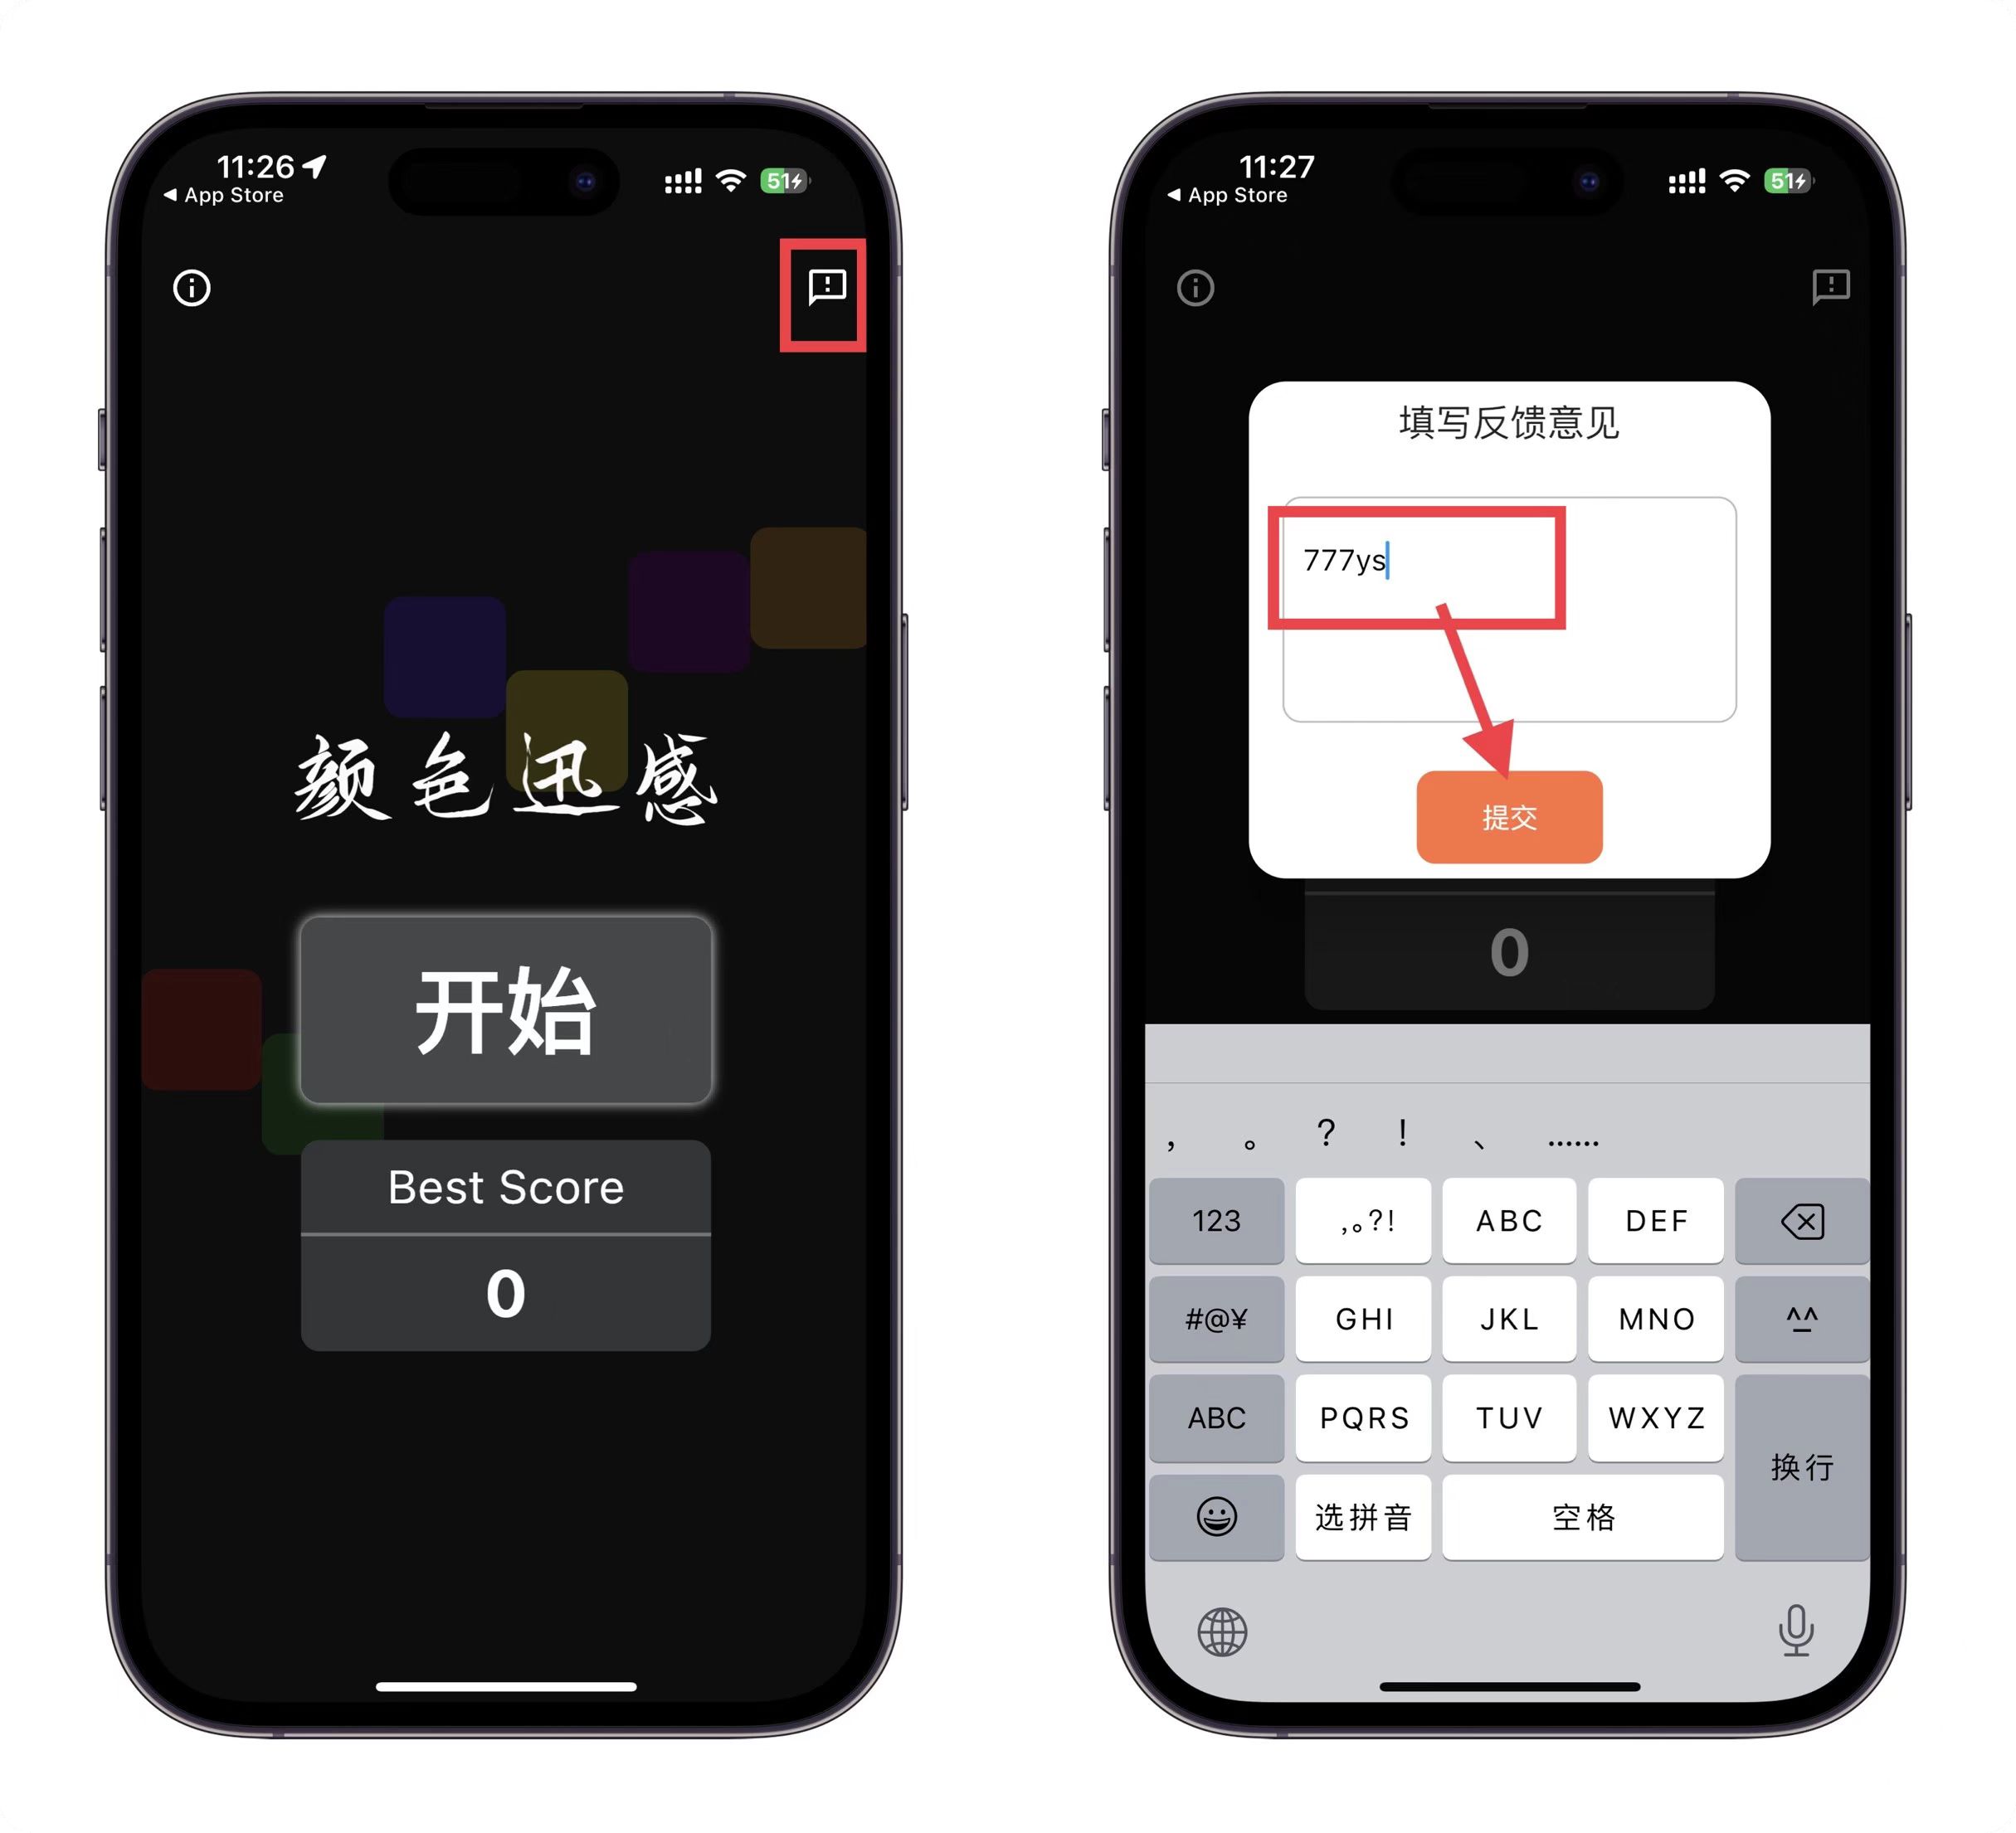 11:26
App Store
51
颜色迅感
开始
Best Score
0
11:27
App Store
51
填写反馈意见
777ys
提交
0
， 。 ？ ！ 、 ……
123 ,。?! ABC DEF
#@¥ GHI JKL MNO ^^
ABC PQRS TUV WXYZ
换行
选拼音 空格